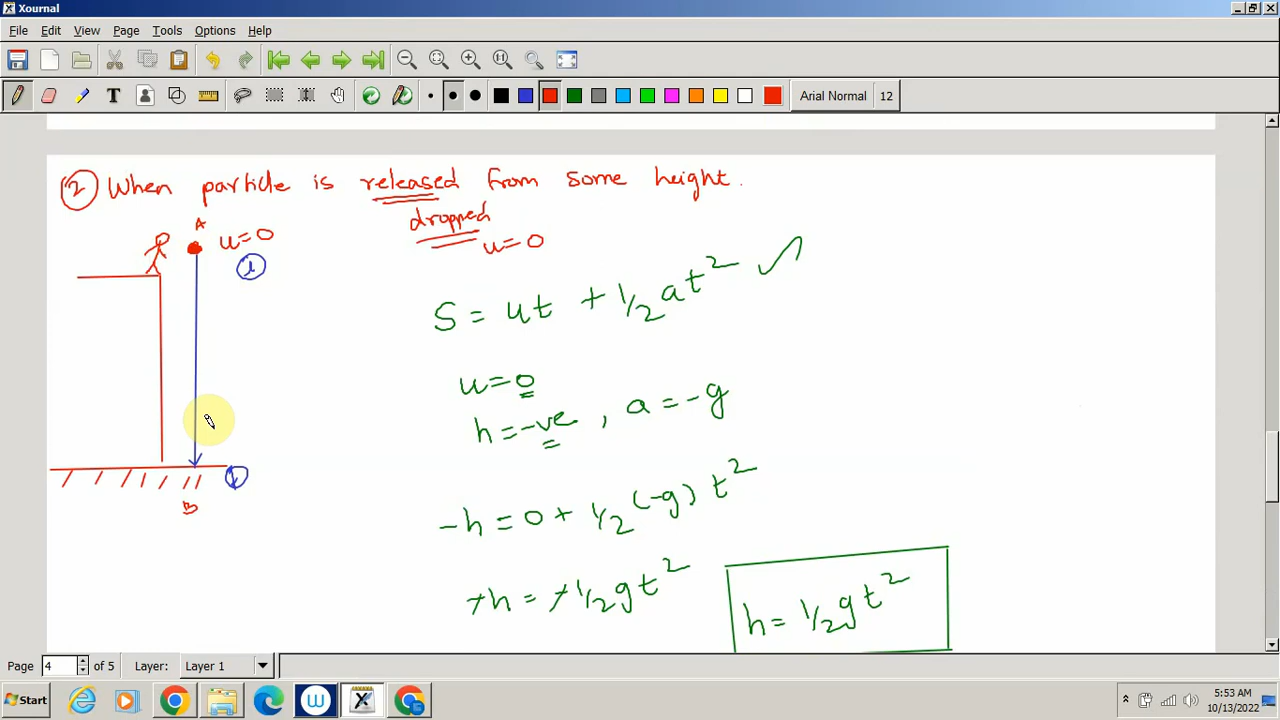 Xournal
File Edit View Page Tools Options Help
Arial Normal 12
② When particle is released from some height.
dropped
u=0
A
u=0
S = ut + 1/2 at²
u=0
h=-ve , a=-g
-h = 0 + 1/2 (-g) t²
B
-h = -1/2gt²
h= 1/2gt²
Page 4 of 5 Layer: Layer 1
Start
W
5:53 AM
10/13/2022